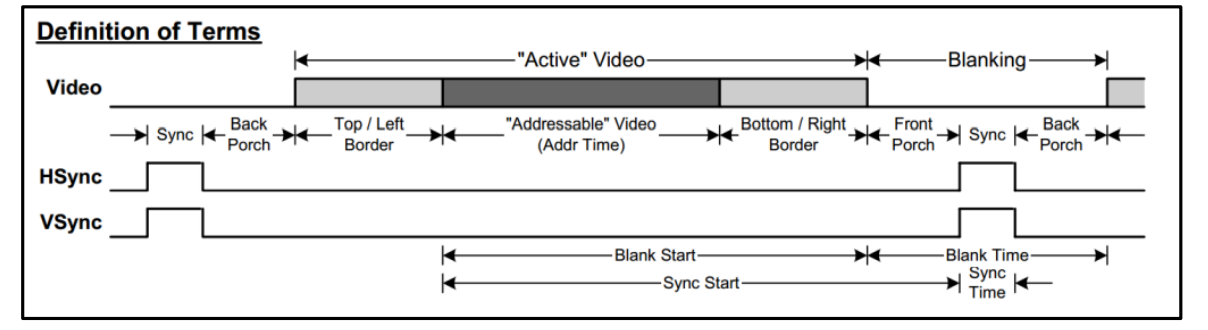 Definition of Terms
"Active" Video
Blanking
Video
Sync
Back
Porch
Top / Left
Border
"Addressable" Video
(Addr Time)
Bottom / Right
Border
Front
Porch
Sync
Back
Porch
HSync
VSync
Blank Start
Blank Time
Sync Start
Sync
Time